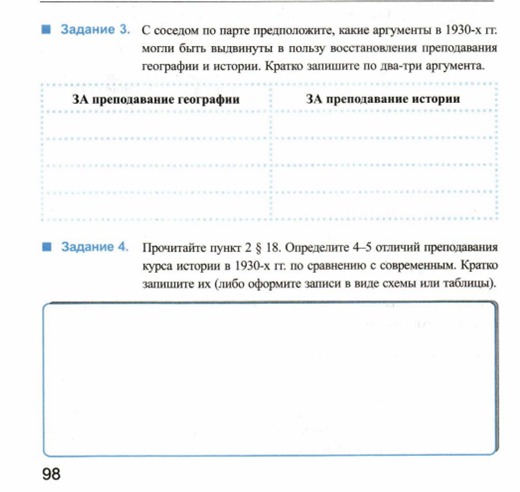 Задание 3. С соседом по парте предположите, какие аргументы в 1930-х гг.
могли быть выдвинуты в пользу восстановления преподавания
географии и истории. Кратко запишите по два-три аргумента.
ЗА преподавание географии
ЗА преподавание истории
Задание 4. Прочитайте пункт 2 § 18. Определите 4–5 отличий преподавания
курса истории в 1930-х гг. по сравнению с современным. Кратко
запишите их (либо оформите записи в виде схемы или таблицы).
98